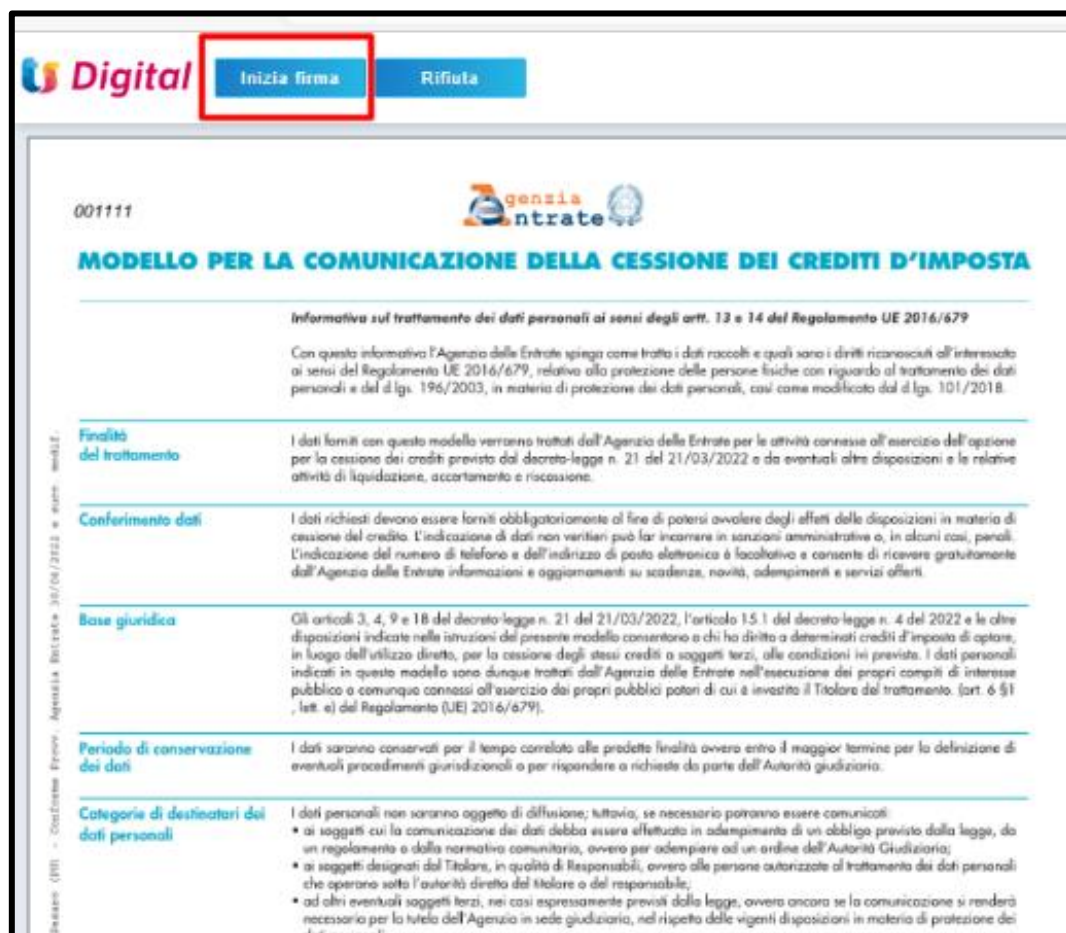 Digital
Inizia firma
Rifiuta
001111
Agenzia
Entrate
MODELLO PER LA COMUNICAZIONE DELLA CESSIONE DEI CREDITI D'IMPOSTA
Informativa sul trattamento dei dati personali ai sensi degli artt. 13 e 14 del Regolamento UE 2016/679
Con questa informativa l'Agenzia delle Entrate spiega come tratta i dati raccolti e quali sono i diritti riconosciuti all'interessato
ai sensi del Regolamento UE 2016/679, relativo alla protezione delle persone fisiche con riguardo al trattamento dei dati
personali e del d.lgs. 196/2003, in materia di protezione dei dati personali, così come modificato dal d.lgs. 101/2018.
Finalità
del trattamento
I dati forniti con questo modello verranno trattati dall'Agenzia delle Entrate per le attività connesse all'esercizio dell'opzione
per la cessione dei crediti previsto dal decreto-legge n. 21 del 21/03/2022 e da eventuali altre disposizioni e le relative
attività di liquidazione, accertamento e riscossione.
Conferimento dati
I dati richiesti devono essere forniti obbligatoriamente al fine di potersi avvalere degli effetti delle disposizioni in materia di
cessione del credito. L'indicazione di dati non veritieri può far incorrere in sanzioni amministrative o, in alcuni casi, penali.
L'indicazione del numero di telefono e dell'indirizzo di posta elettronica è facoltativa e consente di ricevere gratuitamente
dall'Agenzia delle Entrate informazioni e aggiornamenti su scadenze, novità, adempimenti e servizi offerti.
Base giuridica
Gli articoli 3, 4, 9 e 18 del decreto-legge n. 21 del 21/03/2022, l'articolo 15.1 del decreto-legge n. 4 del 2022 e le altre
disposizioni indicate nelle istruzioni del presente modello consentono a chi ha diritto a determinati crediti d'imposta di optare,
in luogo dell'utilizzo diretto, per la cessione degli stessi crediti a soggetti terzi, alle condizioni ivi previste. I dati personali
indicati in questo modello sono dunque trattati dall'Agenzia delle Entrate nell'esecuzione dei propri compiti di interesse
pubblico o comunque connessi all'esercizio dei propri pubblici poteri di cui è investito il Titolare del trattamento. (art. 6 §1
, lett. e) del Regolamento (UE) 2016/679).
Periodo di conservazione
dei dati
I dati saranno conservati per il tempo correlato alle predette finalità ovvero entro il maggior termine per la definizione di
eventuali procedimenti giurisdizionali o per rispondere a richieste da parte dell'Autorità giudiziaria.
Categorie di destinatari dei
dati personali
I dati personali non saranno oggetto di diffusione; tuttavia, se necessario potranno essere comunicati:
• ai soggetti cui la comunicazione dei dati debba essere effettuata in adempimento di un obbligo previsto dalla legge, da
un regolamento o dalla normativa comunitaria, ovvero per adempiere ad un ordine dell'Autorità Giudiziaria;
• ai soggetti designati dal Titolare, in qualità di Responsabili, ovvero alle persone autorizzate al trattamento dei dati personali
che operano sotto l'autorità diretta del titolare o del responsabile;
• ad altri eventuali soggetti terzi, nei casi espressamente previsti dalla legge, ovvero ancora se la comunicazione si renderà
necessaria per la tutela dell'Agenzia in sede giudiziaria, nel rispetto delle vigenti disposizioni in materia di protezione dei
Conforme Provv. Agenzia Entrate 30/06/2022 e